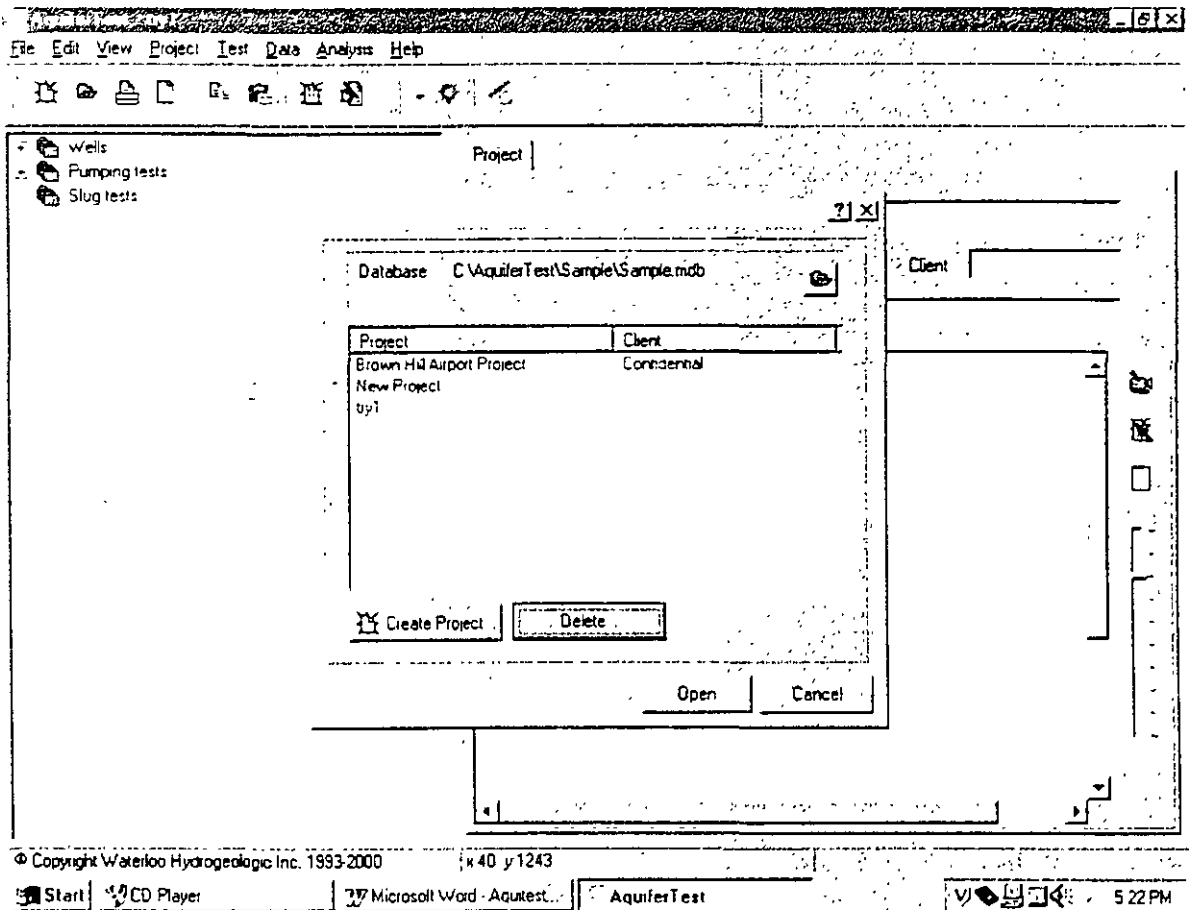 File Edit View Project Test Data Analysis Help
Wells
Pumping tests
Slug tests
Project
Client
Database C:\AquiferTest\Sample\Sample.mdb
Project Client
Brown Hill Airport Project Confidential
New Project
try1
Create Project Delete
Open Cancel
© Copyright Waterloo Hydrogeologic Inc. 1993-2000 x 40 y 1243
Start CD Player Microsoft Word - Aquitest... AquiferTest 5 22 PM